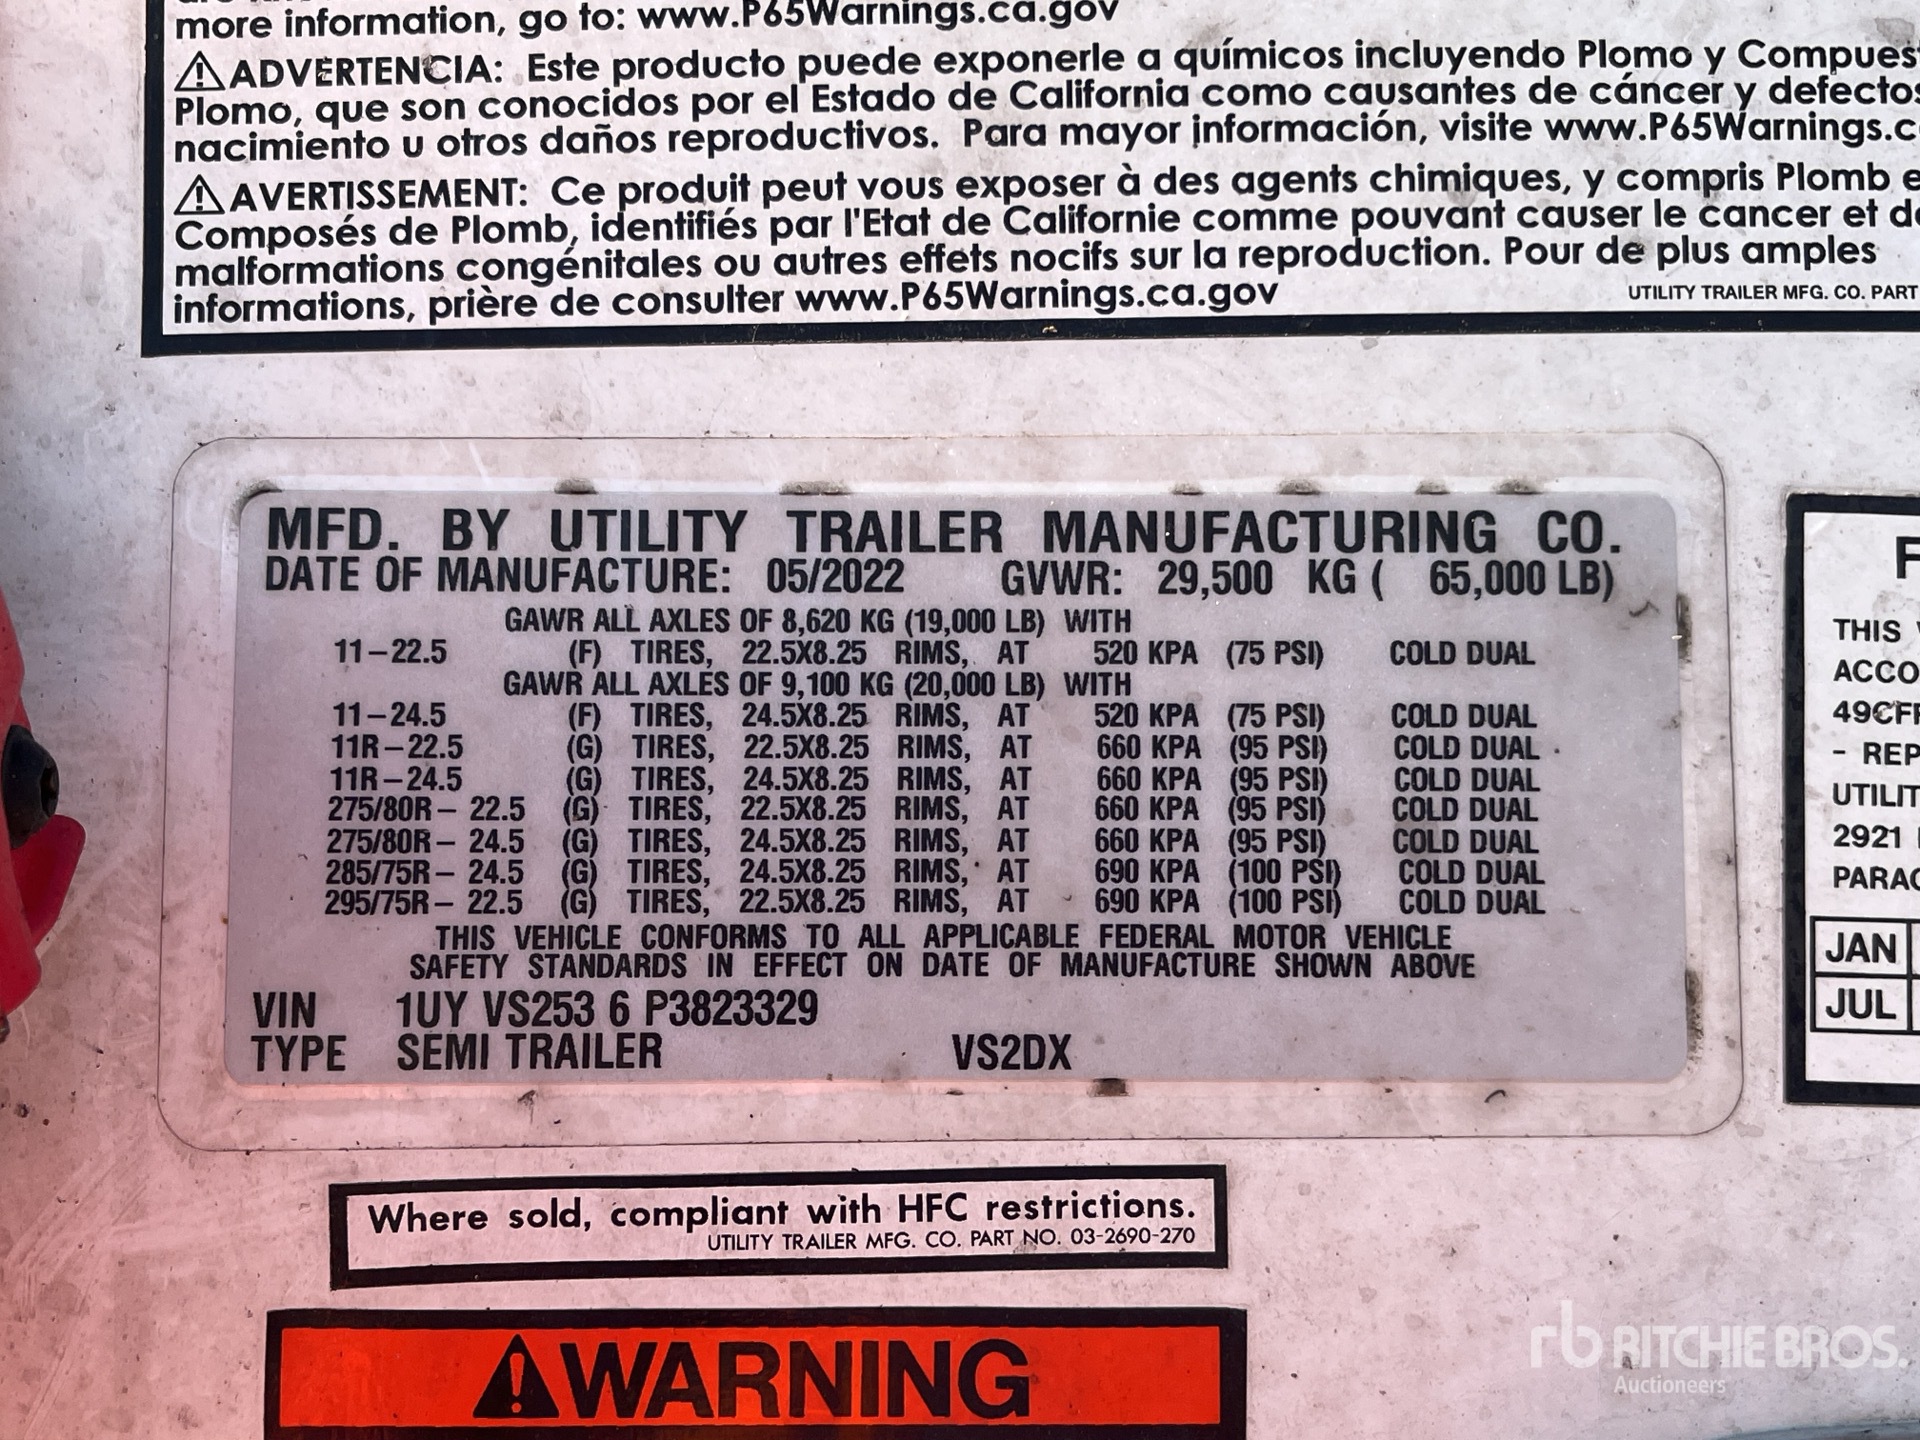 more information, go to: www.P65Warnings.ca.gov
⚠ADVERTENCIA: Este producto puede exponerle a químicos incluyendo Plomo y
Plomo, que son conocidos por el Estado de California como causantes de cáncer y
nacimiento u otros daños reproductivos. Para mayor información, visite
⚠AVERTISSEMENT: Ce produit peut vous exposer à des agents chimiques, y compris Plomb
Composés de Plomb, identifiés par l'Etat de Californie comme pouvant causer le cancer et
malformations congénitales ou autres effets nocifs sur la reproduction. Pour de plus amples
informations, prière de consulter www.P65Warnings.ca.gov
UTILITY TRAILER MFG. CO. PART
MFD. BY UTILITY TRAILER MANUFACTURING CO.
DATE OF MANUFACTURE: 05/2022 GVWR: 29,500 KG ( 65,000 LB)
GAWR ALL AXLES OF 8,620 KG (19,000 LB) WITH
11-22.5 (F) TIRES, 22.5X8.25 RIMS, AT 520 KPA (75 PSI) COLD DUAL
GAWR ALL AXLES OF 9,100 KG (20,000 LB) WITH
11-24.5 (F) TIRES, 24.5X8.25 RIMS, AT 520 KPA (75 PSI) COLD DUAL
11R-22.5 (G) TIRES, 22.5X8.25 RIMS, AT 660 KPA (95 PSI) COLD DUAL
11R-24.5 (G) TIRES, 24.5X8.25 RIMS, AT 660 KPA (95 PSI) COLD DUAL
275/80R- 22.5 (G) TIRES, 22.5X8.25 RIMS, AT 660 KPA (95 PSI) COLD DUAL
275/80R- 24.5 (G) TIRES, 24.5X8.25 RIMS, AT 660 KPA (95 PSI) COLD DUAL
285/75R- 24.5 (G) TIRES, 24.5X8.25 RIMS, AT 690 KPA (100 PSI) COLD DUAL
295/75R- 22.5 (G) TIRES, 22.5X8.25 RIMS, AT 690 KPA (100 PSI) COLD DUAL
THIS VEHICLE CONFORMS TO ALL APPLICABLE FEDERAL MOTOR VEHICLE
SAFETY STANDARDS IN EFFECT ON DATE OF MANUFACTURE SHOWN ABOVE
VIN 1UY VS253 6 P3823329
TYPE SEMI TRAILER VS2DX
THIS
- REP
2921
JAN
JUL
Where sold, compliant with HFC restrictions.
UTILITY TRAILER MFG. CO. PART NO. 03-2690-270
⚠WARNING
rb RITCHIE BROS.
Auctioneers